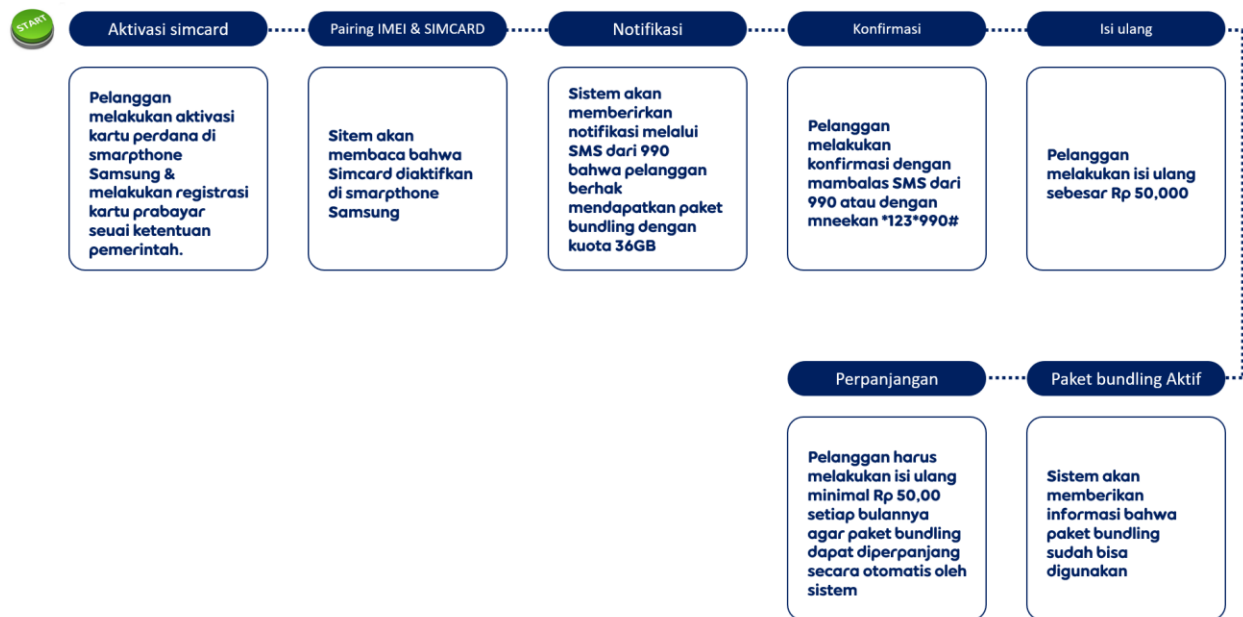 START
Aktivasi simcard
Pelanggan
melakukan aktivasi
kartu perdana di
smarpthone
Samsung &
melakukan registrasi
kartu prabayar
seuai ketentuan
pemerintah.
Pairing IMEI & SIMCARD
Sitem akan
membaca bahwa
Simcard diaktifkan
di smarpthone
Samsung
Notifikasi
Sistem akan
memberirkan
notifikasi melalui
SMS dari 990
bahwa pelanggan
berhak
mendapatkan paket
bundling dengan
kuota 36GB
Konfirmasi
Pelanggan
melakukan
konfirmasi dengan
mambalas SMS dari
990 atau dengan
mneekan *123*990#
Isi ulang
Pelanggan
melakukan isi ulang
sebesar Rp 50,000
Paket bundling Aktif
Sistem akan
memberikan
informasi bahwa
paket bundling
sudah bisa
digunakan
Perpanjangan
Pelanggan harus
melakukan isi ulang
minimal Rp 50,00
setiap bulannya
agar paket bundling
dapat diperpanjang
secara otomatis oleh
sistem